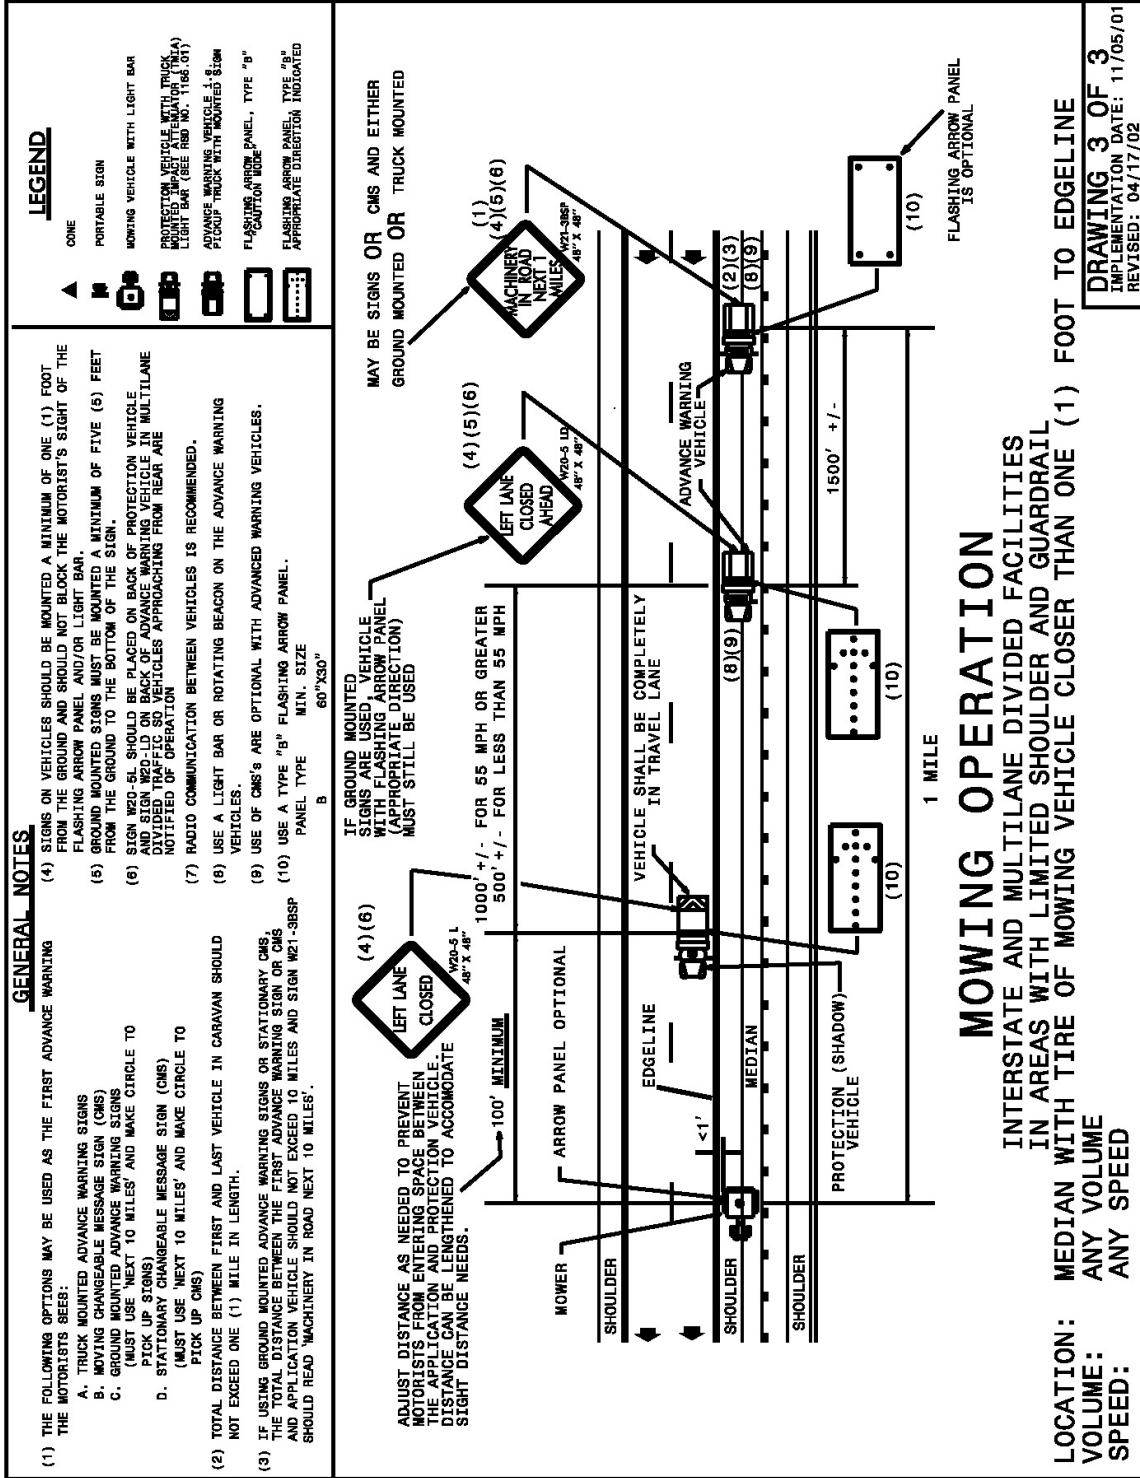 GENERAL NOTES
(1) THE FOLLOWING OPTIONS MAY BE USED AS THE FIRST ADVANCE WARNING
THE MOTORISTS SEES:
A. TRUCK MOUNTED ADVANCE WARNING SIGNS
B. MOVING CHANGEABLE MESSAGE SIGN (CMS)
C. GROUND MOUNTED ADVANCE WARNING SIGNS
(MUST USE 'NEXT 10 MILES' AND MAKE CIRCLE TO
PICK UP SIGNS)
D. STATIONARY CHANGEABLE MESSAGE SIGN (CMS)
(MUST USE 'NEXT 10 MILES' AND MAKE CIRCLE TO
PICK UP CMS)
(2) TOTAL DISTANCE BETWEEN FIRST AND LAST VEHICLE IN CARAVAN SHOULD
NOT EXCEED ONE (1) MILE IN LENGTH.
(3) IF USING GROUND MOUNTED ADVANCE WARNING SIGNS OR STATIONARY CMS,
THE TOTAL DISTANCE BETWEEN THE FIRST ADVANCE WARNING SIGN OR CMS
AND APPLICATION VEHICLE SHOULD NOT EXCEED 10 MILES AND SIGN W21-3BSP
SHOULD READ 'MACHINERY IN ROAD NEXT 10 MILES'.
(4) SIGNS ON VEHICLES SHOULD BE MOUNTED A MINIMUM OF ONE (1) FOOT
FROM THE GROUND AND SHOULD NOT BLOCK THE MOTORIST'S SIGHT OF THE
FLASHING ARROW PANEL AND/OR LIGHT BAR.
(5) GROUND MOUNTED SIGNS MUST BE MOUNTED A MINIMUM OF FIVE (5) FEET
FROM THE GROUND TO THE BOTTOM OF THE SIGN.
(6) SIGN W20-5L SHOULD BE PLACED ON BACK OF PROTECTION VEHICLE
AND SIGN W20-LD ON BACK OF ADVANCE WARNING VEHICLE IN MULTILANE
DIVIDED TRAFFIC SO VEHICLES APPROACHING FROM REAR ARE
NOTIFIED OF OPERATION
(7) RADIO COMMUNICATION BETWEEN VEHICLES IS RECOMMENDED.
(8) USE A LIGHT BAR OR ROTATING BEACON ON THE ADVANCE WARNING
VEHICLES.
(9) USE OF CMS's ARE OPTIONAL WITH ADVANCED WARNING VEHICLES.
(10) USE A TYPE "B" FLASHING ARROW PANEL.
PANEL TYPE MIN. SIZE
B 60"X30"
LEGEND
CONE
PORTABLE SIGN
MOWING VEHICLE WITH LIGHT BAR
PROTECTION VEHICLE WITH TRUCK
MOUNTED IMPACT ATTENUATOR (TMIA)
LIGHT BAR (SEE RSD NO. 1166.01)
ADVANCE WARNING VEHICLE i.e.
PICKUP TRUCK WITH MOUNTED SIGN
FLASHING ARROW PANEL, TYPE "B"
"CAUTION MODE"
FLASHING ARROW PANEL, TYPE "B"
APPROPRIATE DIRECTION INDICATED
ADJUST DISTANCE AS NEEDED TO PREVENT
MOTORISTS FROM ENTERING SPACE BETWEEN
THE APPLICATION AND PROTECTION VEHICLE.
DISTANCE CAN BE LENGTHENED TO ACCOMODATE
SIGHT DISTANCE NEEDS.
LEFT LANE
CLOSED
(4)(6)
W20-5 L
48" X 48"
IF GROUND MOUNTED
SIGNS ARE USED, VEHICLE
WITH FLASHING ARROW PANEL
(APPROPRIATE DIRECTION)
MUST STILL BE USED
LEFT LANE
CLOSED
AHEAD
(4)(5)(6)
W20-5 LD
48" X 48"
MAY BE SIGNS OR CMS AND EITHER
GROUND MOUNTED OR TRUCK MOUNTED
MACHINERY
IN ROAD
NEXT 1
MILES
(1)
(4)(5)(6)
W21-3BSP
48" X 48"
100' MINIMUM
1000' +/- FOR 55 MPH OR GREATER
500' +/- FOR LESS THAN 55 MPH
MOWER
ARROW PANEL OPTIONAL
EDGELINE
VEHICLE SHALL BE COMPLETELY
IN TRAVEL LANE
ADVANCE WARNING
VEHICLE
SHOULDER
SHOULDER
<1'
MEDIAN
(8)(9)
(2)(3)
(8)(9)
SHOULDER
PROTECTION (SHADOW)
VEHICLE
(10)
(10)
1500' +/-
(10)
FLASHING ARROW PANEL
IS OPTIONAL
1 MILE
MOWING OPERATION
INTERSTATE AND MULTILANE DIVIDED FACILITIES
IN AREAS WITH LIMITED SHOULDER AND GUARDRAIL
LOCATION: MEDIAN WITH TIRE OF MOWING VEHICLE CLOSER THAN ONE (1) FOOT TO EDGELINE
VOLUME: ANY VOLUME
SPEED: ANY SPEED
DRAWING 3 OF 3
IMPLEMENTATION DATE: 11/05/01
REVISED: 04/17/02